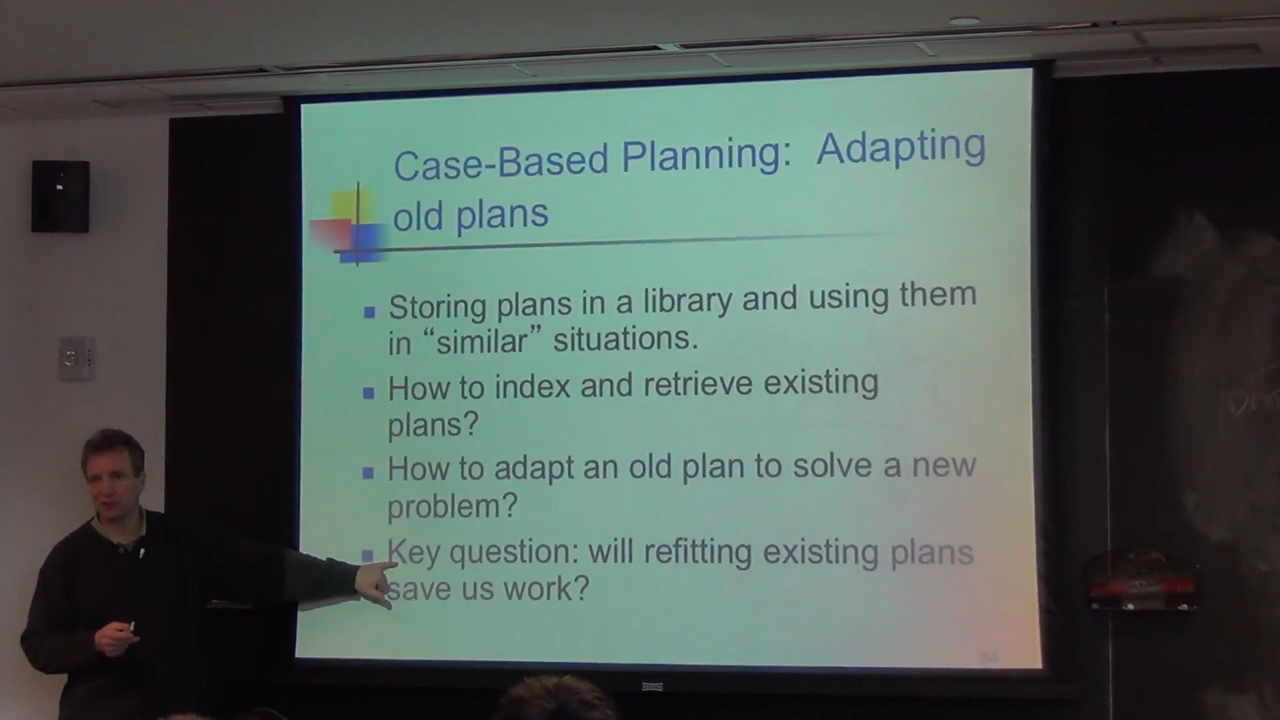 Case-Based Planning: Adapting
old plans
Storing plans in a library and using them
in “similar” situations.
How to index and retrieve existing
plans?
How to adapt an old plan to solve a new
problem?
Key question: will refitting existing plans
save us work?